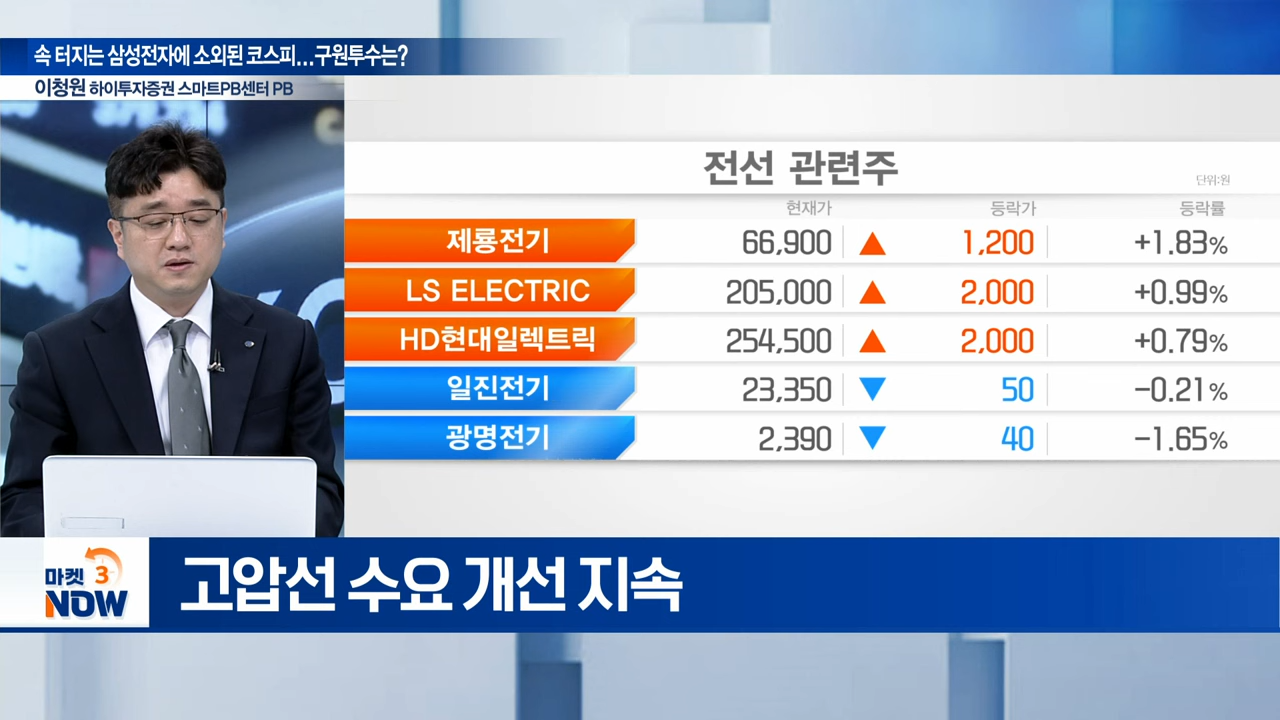 속 터지는 삼성전자에 소외된 코스피...구원투수는?
이청원 하이투자증권 스마트PB센터 PB
전선 관련주
단위:원
현재가 등락가 등락률
제룡전기 66,900 ▲ 1,200 +1.83%
LS ELECTRIC 205,000 ▲ 2,000 +0.99%
HD현대일렉트릭 254,500 ▲ 2,000 +0.79%
일진전기 23,350 ▼ 50 -0.21%
광명전기 2,390 ▼ 40 -1.65%
마켓 3
NOW
고압선 수요 개선 지속